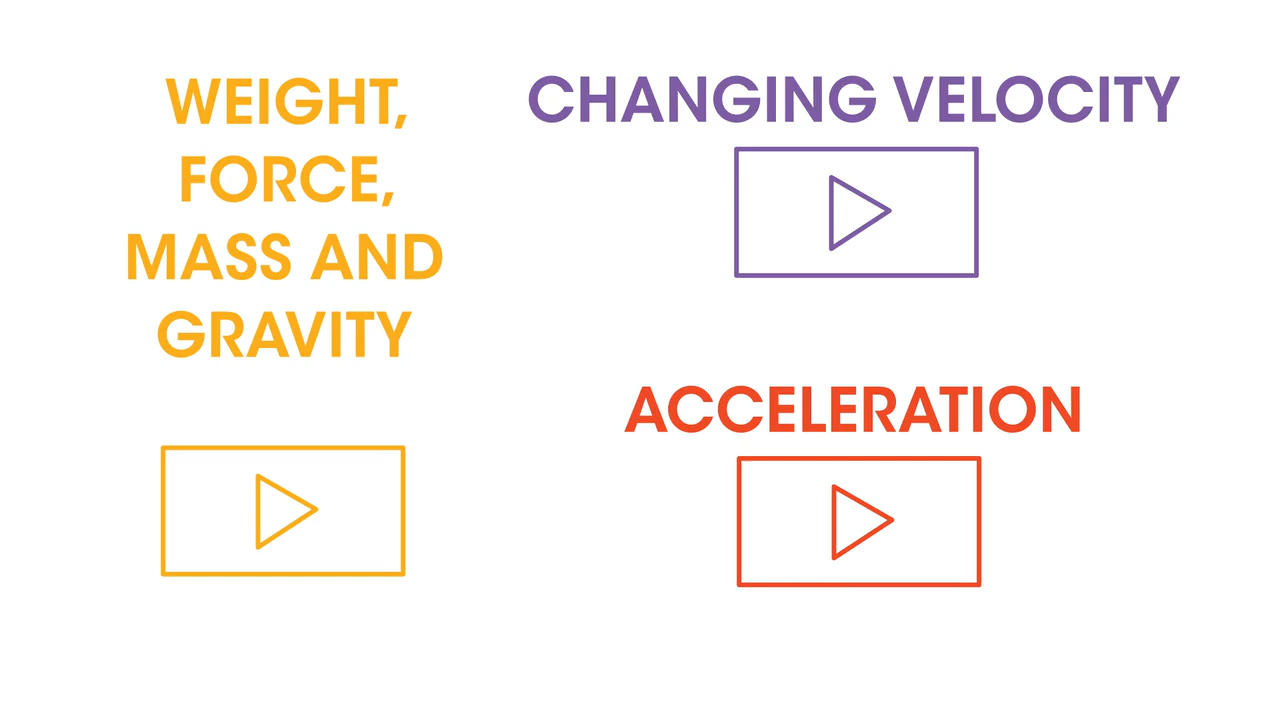 WEIGHT,
FORCE,
MASS AND
GRAVITY
CHANGING VELOCITY
ACCELERATION